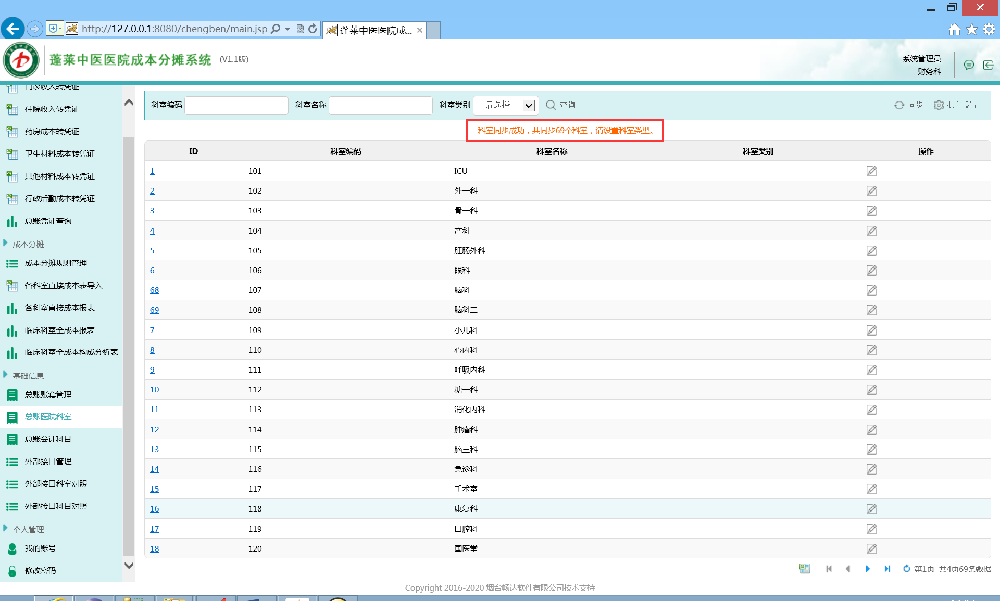 http://127.0.0.1:8080/chengben/main.jsp
蓬莱中医医院成...
蓬莱中医医院成本分摊系统 (V1.1版)
系统管理员
财务科
门诊收入转凭证
住院收入转凭证
药房成本转凭证
卫生材料成本转凭证
其他材料成本转凭证
行政后勤成本转凭证
总账凭证查询
成本分摊
成本分摊规则管理
各科室直接成本表导入
各科室直接成本报表
临床科室全成本报表
临床科室全成本构成分析表
基础信息
总账账套管理
总账医院科室
总账会计科目
外部接口管理
外部接口科室对照
外部接口科目对照
个人管理
我的账号
修改密码
科室编码 科室名称 科室类别 --请选择-- 查询 同步 批量设置
科室同步成功，共同步69个科室，请设置科室类型。
ID 科室编码 科室名称 科室类别 操作
1 101 ICU
2 102 外一科
3 103 骨一科
4 104 产科
5 105 肛肠外科
6 106 眼科
68 107 脑科一
69 108 脑科二
7 109 小儿科
8 110 心内科
9 111 呼吸内科
10 112 糖一科
11 113 消化内科
12 114 肿瘤科
13 115 脑三科
14 116 急诊科
15 117 手术室
16 118 康复科
17 119 口腔科
18 120 国医堂
第1页 共4页69条数据
Copyright 2016-2020 烟台畅达软件有限公司技术支持